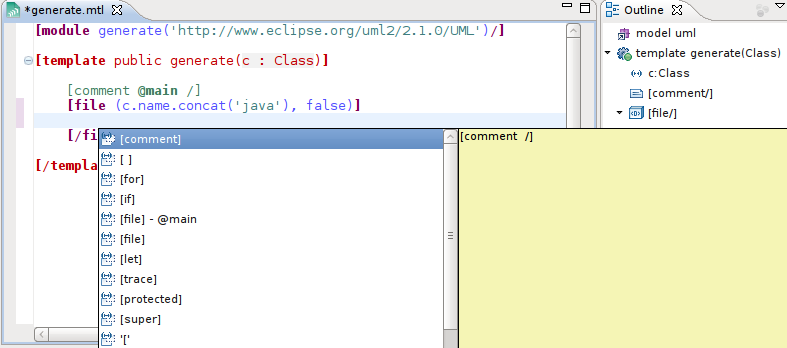 *generate.mtl
[module generate('http://www.eclipse.org/uml2/2.1.0/UML')/]
[template public generate(c : Class)]
[comment @main /]
[file (c.name.concat('java'), false)]
[/fi
[/templa
[comment]
[ ]
[for]
[if]
[file] - @main
[file]
[let]
[trace]
[protected]
[super]
'['
[comment /]
Outline
model uml
template generate(Class)
c:Class
[comment/]
[file/]